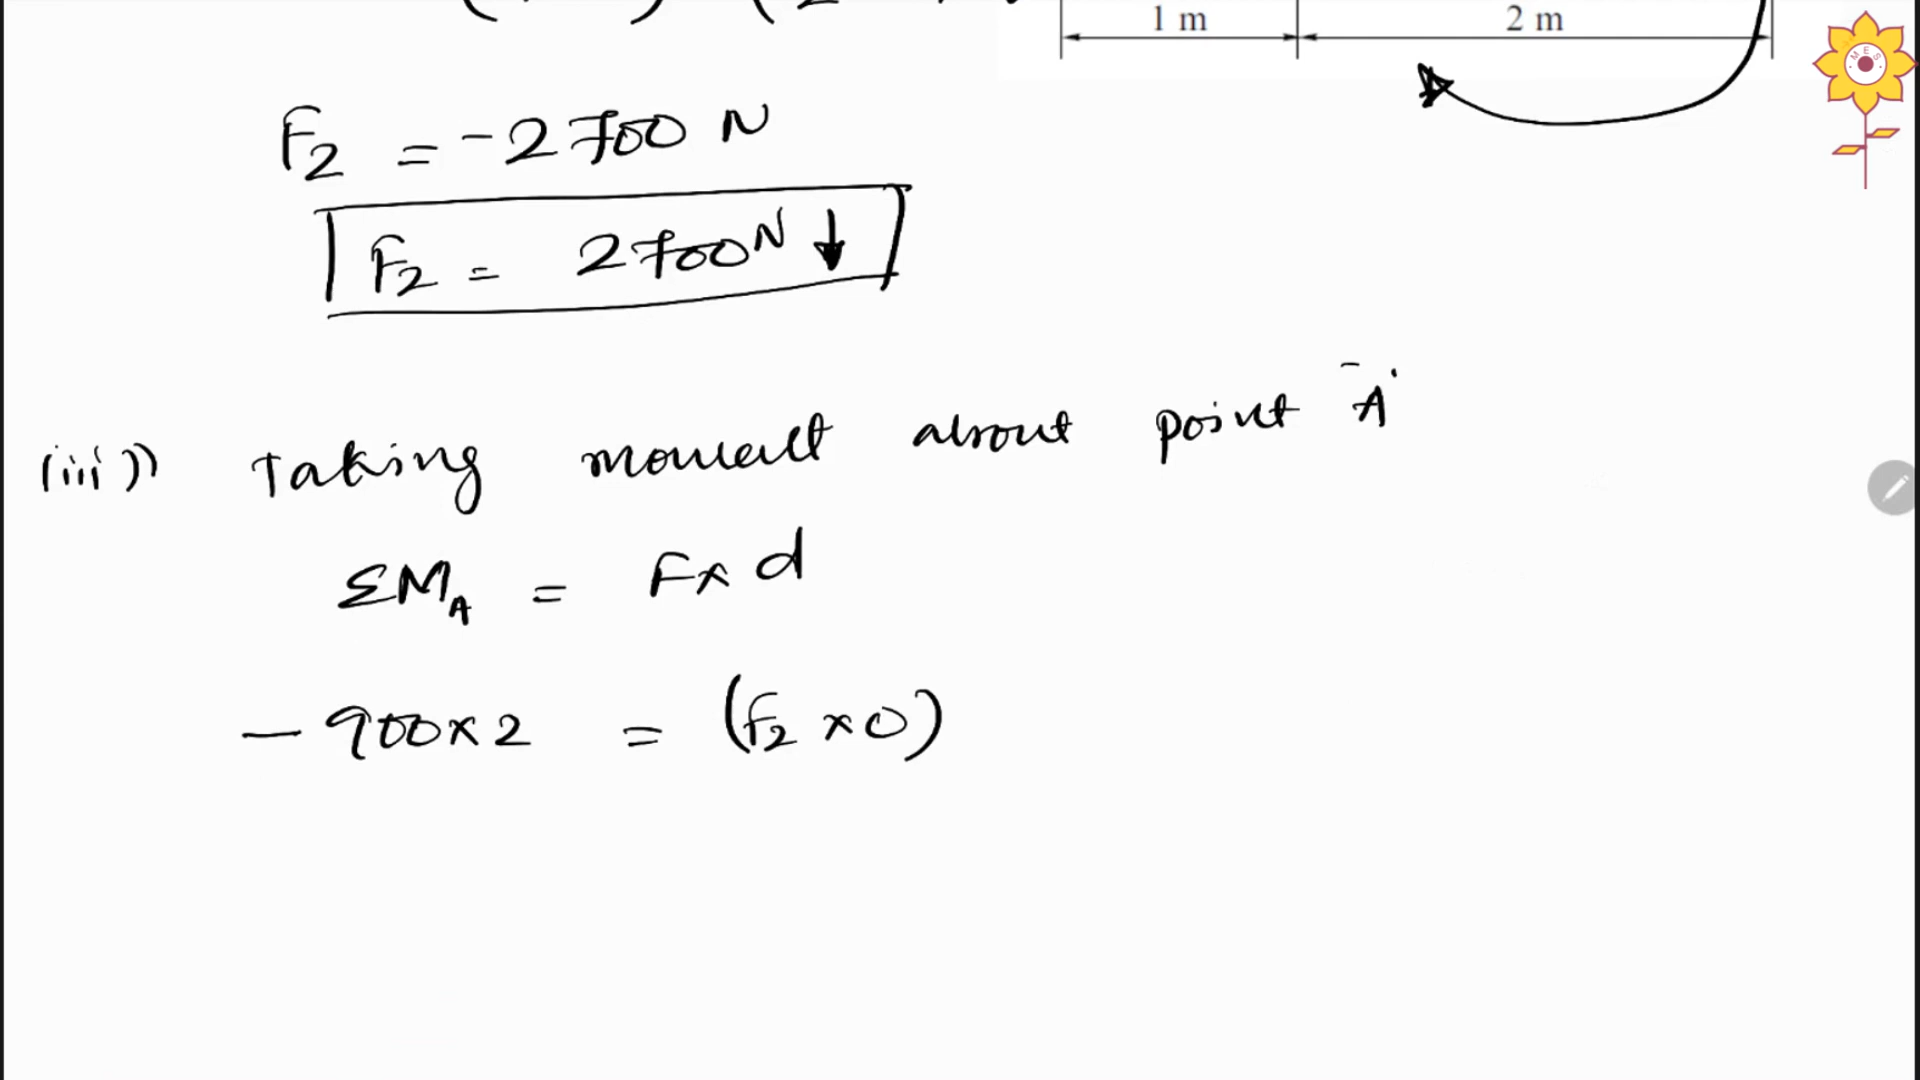 1 m 2 m
F2 = -2700 N
F2 = 2700N ↓
(iii)) Taking moment about point 'A'
ΣMA = F× d
- 900×2 = (F2 ×0)
M E S